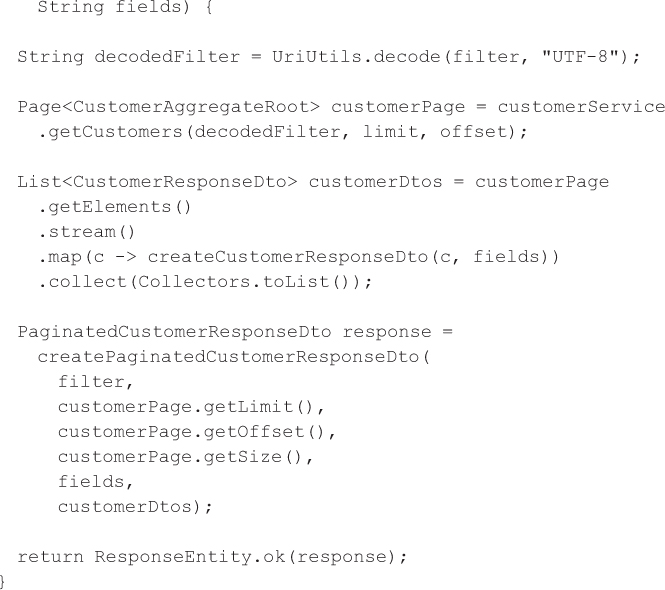 String fields) {
String decodedFilter = UriUtils.decode(filter, "UTF-8");
Page<CustomerAggregateRoot> customerPage = customerService
.getCustomers(decodedFilter, limit, offset);
List<CustomerResponseDto> customerDtos = customerPage
.getElements()
.stream()
.map(c -> createCustomerResponseDto(c, fields))
.collect(Collectors.toList());
PaginatedCustomerResponseDto response =
createPaginatedCustomerResponseDto(
filter,
customerPage.getLimit(),
customerPage.getOffset(),
customerPage.getSize(),
fields,
customerDtos);
return ResponseEntity.ok(response);
}